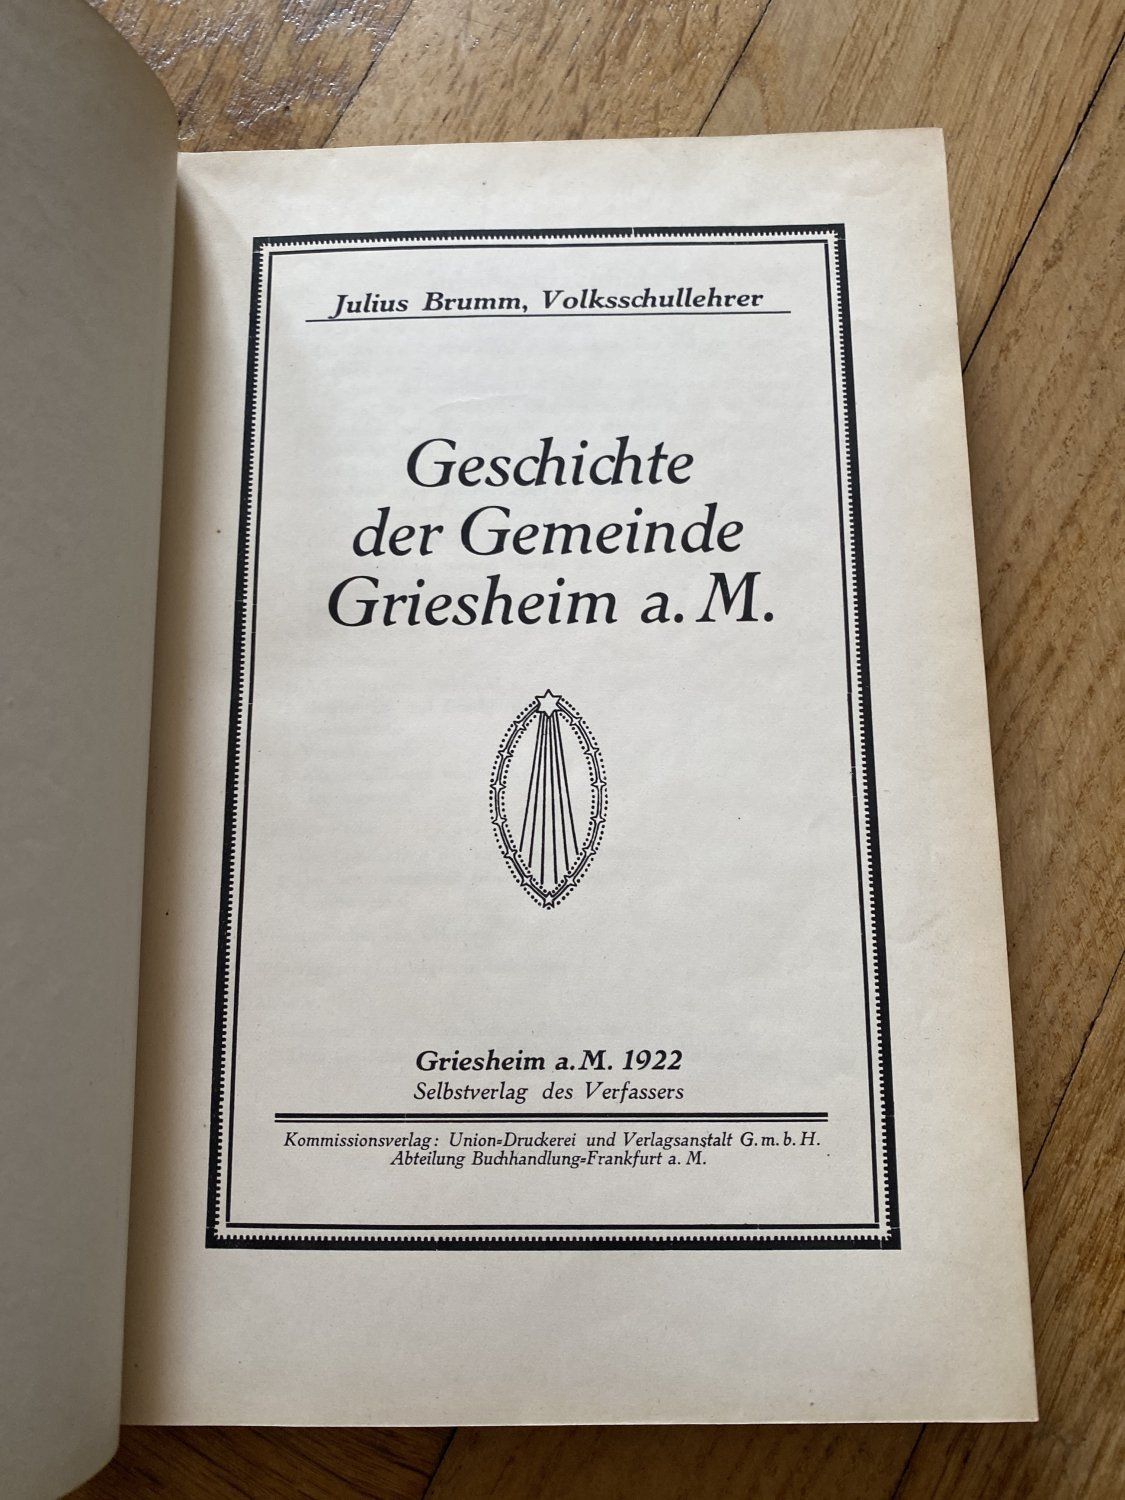 Julius Brumm, Volksschullehrer
Geschichte
der Gemeinde
Griesheim a. M.
Griesheim a. M. 1922
Selbstverlag des Verfassers
Kommissionsverlag: Union=Druckerei und Verlagsanstalt G. m. b. H.
Abteilung Buchhandlung=Frankfurt a. M.